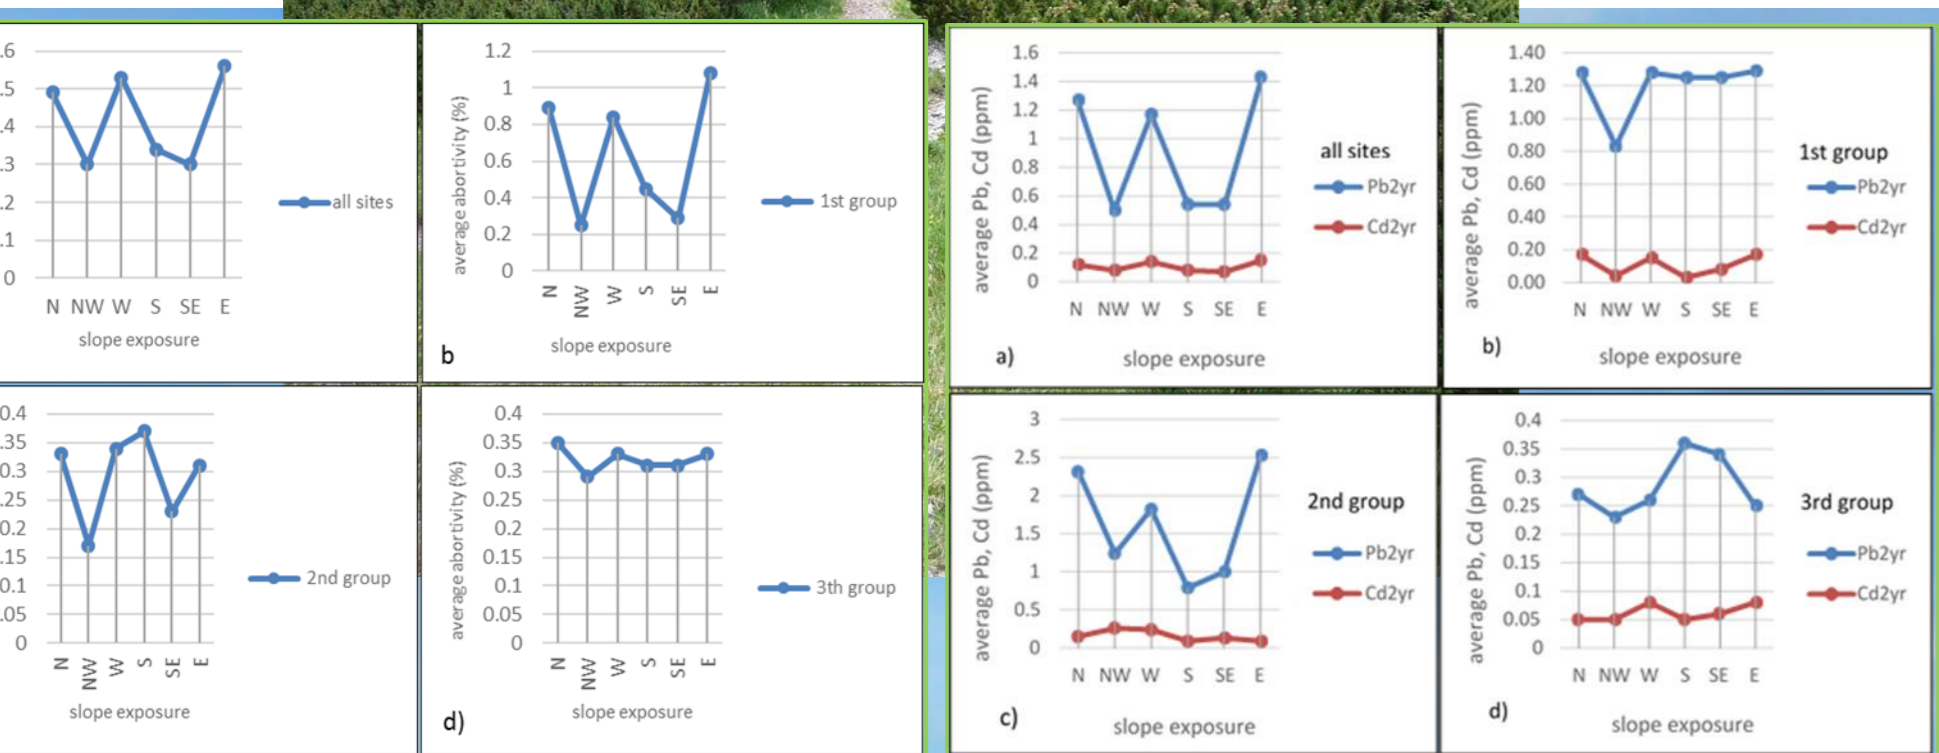 .6
.5
.4
.3
.2
.1
0
N NW W S SE E
slope exposure
all sites
average abortivity (%)
1.2
1
0.8
0.6
0.4
0.2
0
N NW W S SE E
slope exposure
1st group
b
0.4
.35
0.3
.25
0.2
.15
0.1
.05
0
N NW W S SE E
slope exposure
2nd group
average abortivity (%)
0.4
0.35
0.3
0.25
0.2
0.15
0.1
0.05
0
N NW W S SE E
slope exposure
3th group
d)
average Pb, Cd (ppm)
1.6
1.4
1.2
1
0.8
0.6
0.4
0.2
0
N NW W S SE E
slope exposure
all sites
Pb2yr
Cd2yr
a)
average Pb, Cd (ppm)
1.40
1.20
1.00
0.80
0.60
0.40
0.20
0.00
N NW W S SE E
slope exposure
1st group
Pb2yr
Cd2yr
b)
average Pb, Cd (ppm)
3
2.5
2
1.5
1
0.5
0
N NW W S SE E
slope exposure
2nd group
Pb2yr
Cd2yr
c)
average Pb, Cd (ppm)
0.4
0.35
0.3
0.25
0.2
0.15
0.1
0.05
0
N NW W S SE E
slope exposure
3rd group
Pb2yr
Cd2yr
d)